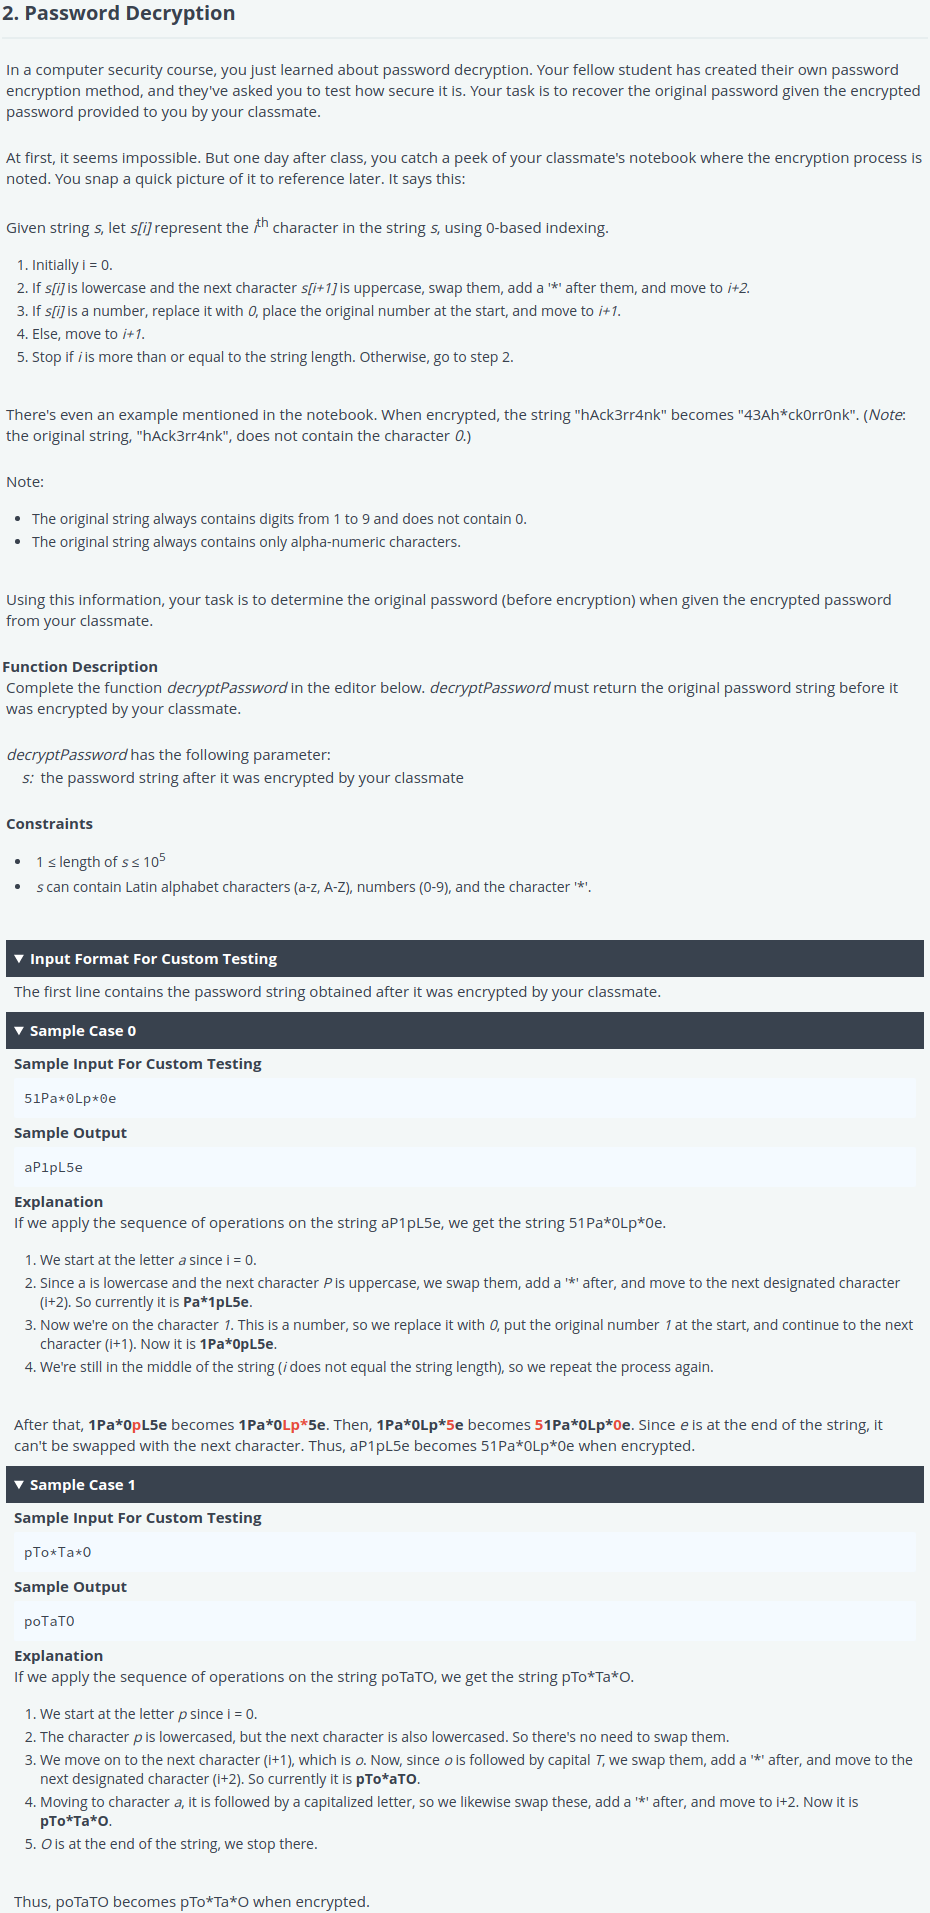 2. Password Decryption
In a computer security course, you just learned about password decryption. Your fellow student has created their own password
encryption method, and they've asked you to test how secure it is. Your task is to recover the original password given the encrypted
password provided to you by your classmate.
At first, it seems impossible. But one day after class, you catch a peek of your classmate's notebook where the encryption process is
noted. You snap a quick picture of it to reference later. It says this:
Given string s, let s[i] represent the ith character in the string s, using 0-based indexing.
1. Initially i = 0.
2. If s[i] is lowercase and the next character s[i+1] is uppercase, swap them, add a '*' after them, and move to i+2.
3. If s[i] is a number, replace it with 0, place the original number at the start, and move to i+1.
4. Else, move to i+1.
5. Stop if i is more than or equal to the string length. Otherwise, go to step 2.
There's even an example mentioned in the notebook. When encrypted, the string "hAck3rr4nk" becomes "43Ah*ck0rr0nk". (Note:
the original string, "hAck3rr4nk", does not contain the character 0.)
Note:
• The original string always contains digits from 1 to 9 and does not contain 0.
• The original string always contains only alpha-numeric characters.
Using this information, your task is to determine the original password (before encryption) when given the encrypted password
from your classmate.
Function Description
Complete the function decryptPassword in the editor below. decryptPassword must return the original password string before it
was encrypted by your classmate.
decryptPassword has the following parameter:
s: the password string after it was encrypted by your classmate
Constraints
• 1 ≤ length of s ≤ 10^5
• s can contain Latin alphabet characters (a-z, A-Z), numbers (0-9), and the character '*'.
▼ Input Format For Custom Testing
The first line contains the password string obtained after it was encrypted by your classmate.
▼ Sample Case 0
Sample Input For Custom Testing
51Pa*0Lp*0e
Sample Output
aP1pL5e
Explanation
If we apply the sequence of operations on the string aP1pL5e, we get the string 51Pa*0Lp*0e.
1. We start at the letter a since i = 0.
2. Since a is lowercase and the next character P is uppercase, we swap them, add a '*' after, and move to the next designated character
(i+2). So currently it is Pa*1pL5e.
3. Now we're on the character 1. This is a number, so we replace it with 0, put the original number 1 at the start, and continue to the next
character (i+1). Now it is 1Pa*0pL5e.
4. We're still in the middle of the string (i does not equal the string length), so we repeat the process again.
After that, 1Pa*0pL5e becomes 1Pa*0Lp*5e. Then, 1Pa*0Lp*5e becomes 51Pa*0Lp*0e. Since e is at the end of the string, it
can't be swapped with the next character. Thus, aP1pL5e becomes 51Pa*0Lp*0e when encrypted.
▼ Sample Case 1
Sample Input For Custom Testing
pTo*Ta*O
Sample Output
poTaTO
Explanation
If we apply the sequence of operations on the string poTaTO, we get the string pTo*Ta*O.
1. We start at the letter p since i = 0.
2. The character p is lowercased, but the next character is also lowercased. So there's no need to swap them.
3. We move on to the next character (i+1), which is o. Now, since o is followed by capital T, we swap them, add a '*' after, and move to the
next designated character (i+2). So currently it is pTo*aTO.
4. Moving to character a, it is followed by a capitalized letter, so we likewise swap these, add a '*' after, and move to i+2. Now it is
pTo*Ta*O.
5. O is at the end of the string, we stop there.
Thus, poTaTO becomes pTo*Ta*O when encrypted.